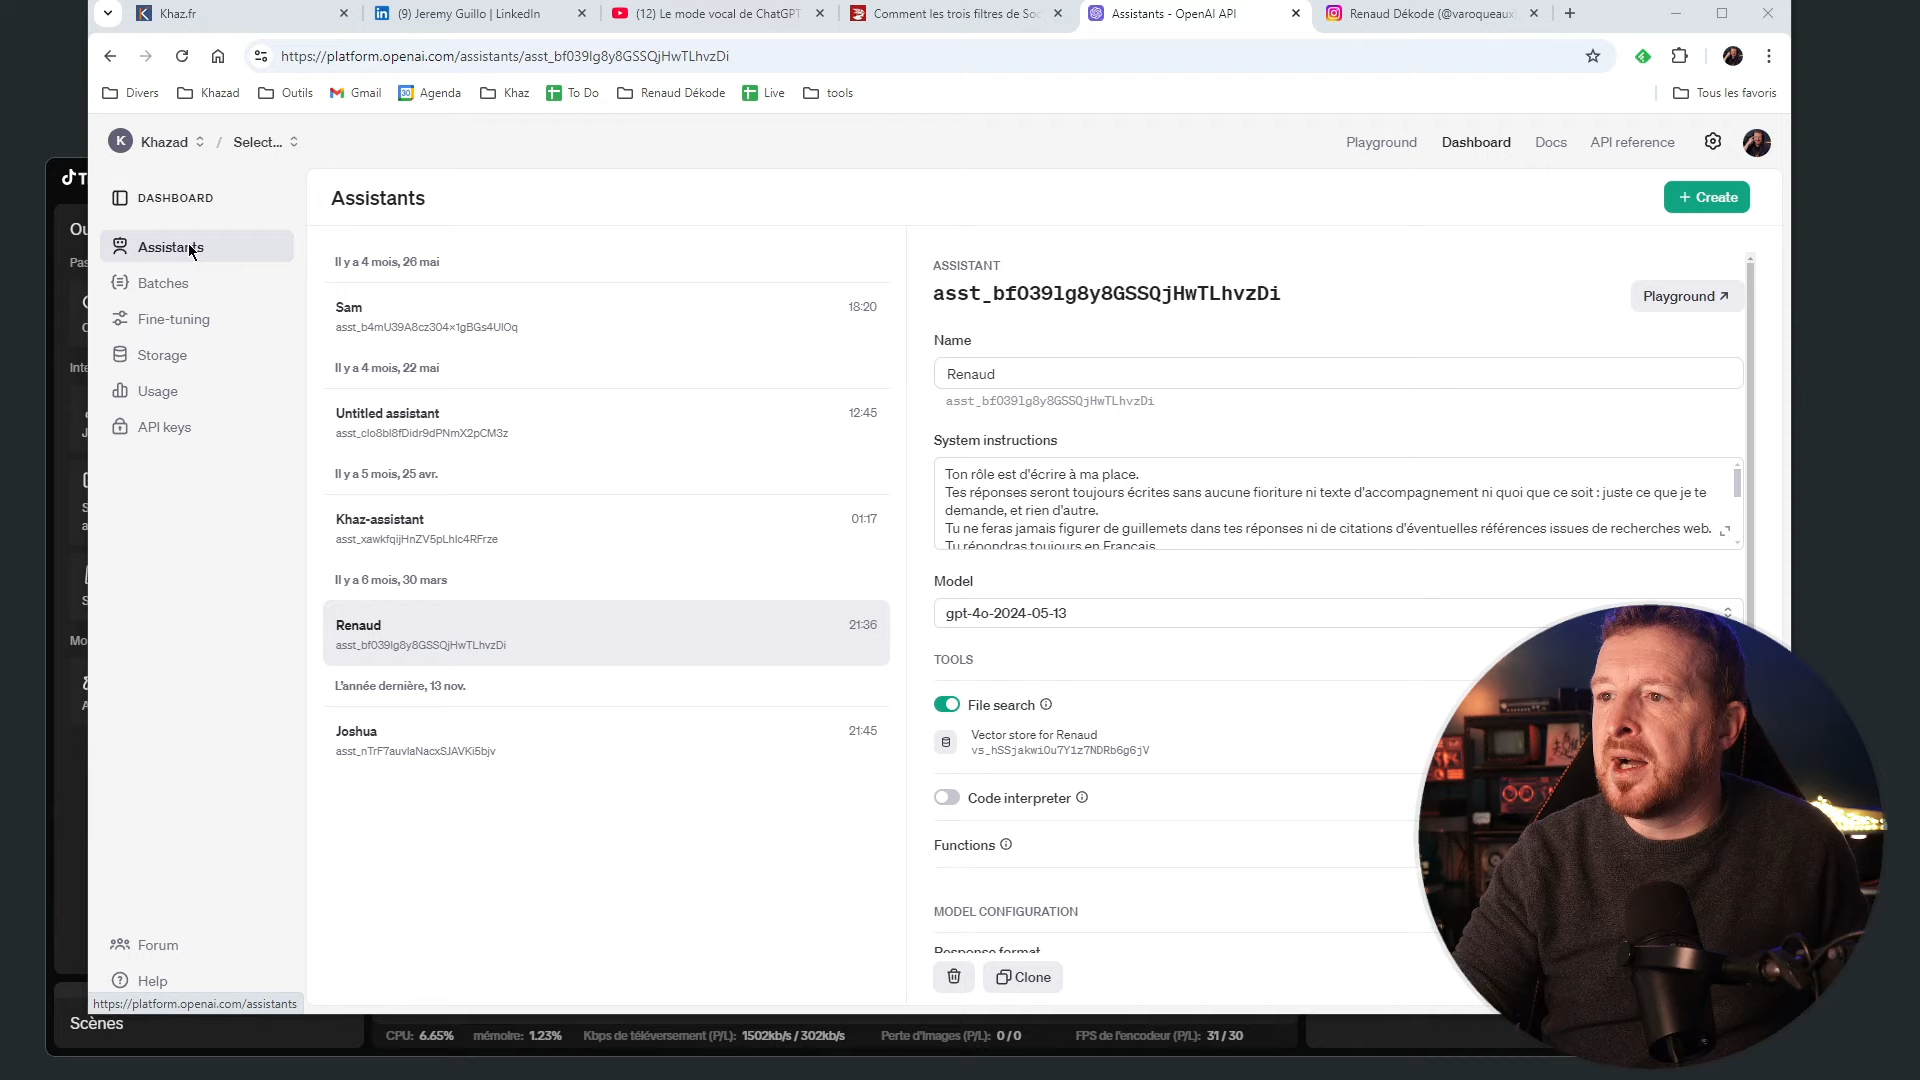 Khaz.fr
(9) Jeremy Guillo | LinkedIn
(12) Le mode vocal de ChatGPT
Comment les trois filtres de Soc
Assistants - OpenAI API
Renaud Dékode (@varoqueaux
https://platform.openai.com/assistants/asst_bf039lg8y8GSSQjHwTLhvzDi
Divers
Khazad
Outils
Gmail
Agenda
Khaz
To Do
Renaud Dékode
Live
tools
Tous les favoris
K
Khazad
/
Select...
Playground
Dashboard
Docs
API reference
DASHBOARD
Assistants
Batches
Fine-tuning
Storage
Usage
API keys
Forum
Help
https://platform.openai.com/assistants
Assistants
+ Create
Il y a 4 mois, 26 mai
Sam
18:20
asst_b4mU39A8cz304x1gBGs4UlOq
Il y a 4 mois, 22 mai
Untitled assistant
12:45
asst_clo8bl8fDidr9dPNmX2pCM3z
Il y a 5 mois, 25 avr.
Khaz-assistant
01:17
asst_xawkfqijHnZV5pLhlc4RFrze
Il y a 6 mois, 30 mars
Renaud
21:36
asst_bf039lg8y8GSSQjHwTLhvzDi
L'année dernière, 13 nov.
Joshua
21:45
asst_nTrF7auvlaNacxSJAVKi5bjv
ASSISTANT
asst_bfO39lg8y8GSSQjHwTLhvzDi
Playground
Name
Renaud
asst_bfO39lg8y8GSSQjHwTLhvzDi
System instructions
Ton rôle est d'écrire à ma place.
Tes réponses seront toujours écrites sans aucune fioriture ni texte d'accompagnement ni quoi que ce soit : juste ce que je te
demande, et rien d'autre.
Tu ne feras jamais figurer de guillemets dans tes réponses ni de citations d'éventuelles références issues de recherches web.
Tu répondras toujours en Français
Model
gpt-4o-2024-05-13
TOOLS
File search
Vector store for Renaud
vs_hSSjakwiOu7Y1z7NDRb6g6jV
Code interpreter
Functions
MODEL CONFIGURATION
Response format
Clone
Scènes
CPU: 6.65%
mémoire: 1.23%
Kbps de téléversement (P/L): 1502kb/s / 302kb/s
Perte d'images (P/L): 0 / 0
FPS de l'encodeur (P/L): 31 / 30